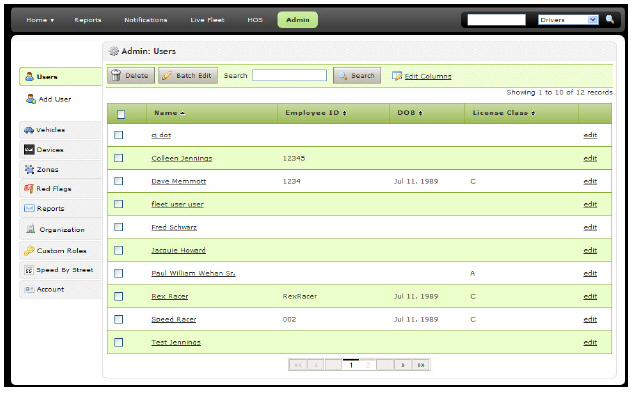 Home ▾ Reports Notifications Live Fleet HOS Admin Drivers
Admin: Users
Users
Add User
Vehicles
Devices
Zones
Red Flags
Reports
Organization
Custom Roles
Speed By Street
Account
Delete Batch Edit Search Search Edit Columns
Showing 1 to 10 of 12 records
Name Employee ID DOB License Class
cj dot edit
Colleen Jennings 12345 edit
Dave Memmott 1234 Jul 11, 1989 C edit
fleet user user edit
Fred Schwarz edit
Jacquie Howard edit
Paul William Wehan Sr. A edit
Rex Racer RexRacer Jul 11, 1989 C edit
Speed Racer 002 Jul 11, 1989 C edit
Test Jennings edit
«« « 1 2 » »»